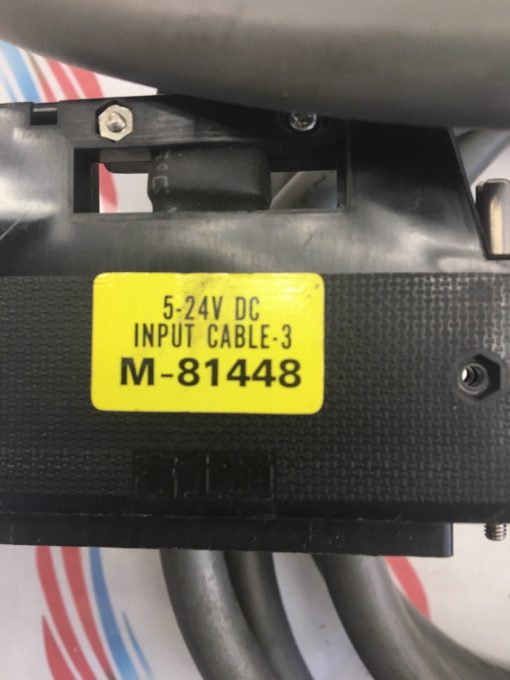 5-24V DC
INPUT CABLE-3
M-81448